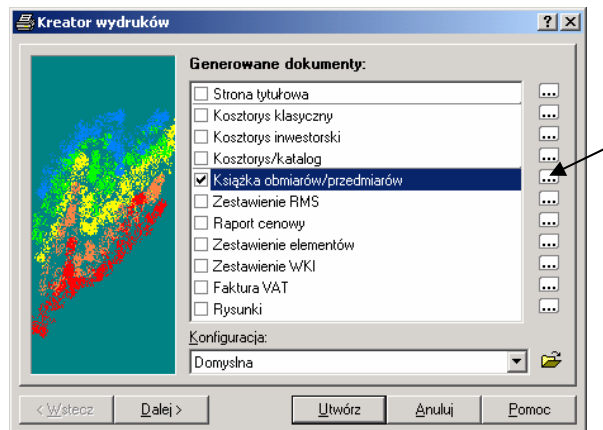 Kreator wydruków
Generowane dokumenty:
Strona tytułowa
Kosztorys klasyczny
Kosztorys inwestorski
Kosztorys/katalog
Książka obmiarów/przedmiarów
Zestawienie RMS
Raport cenowy
Zestawienie elementów
Zestawienie WKI
Faktura VAT
Rysunki
Konfiguracja:
Domyslna
< Wstecz Dalej > Utwórz Anuluj Pomoc